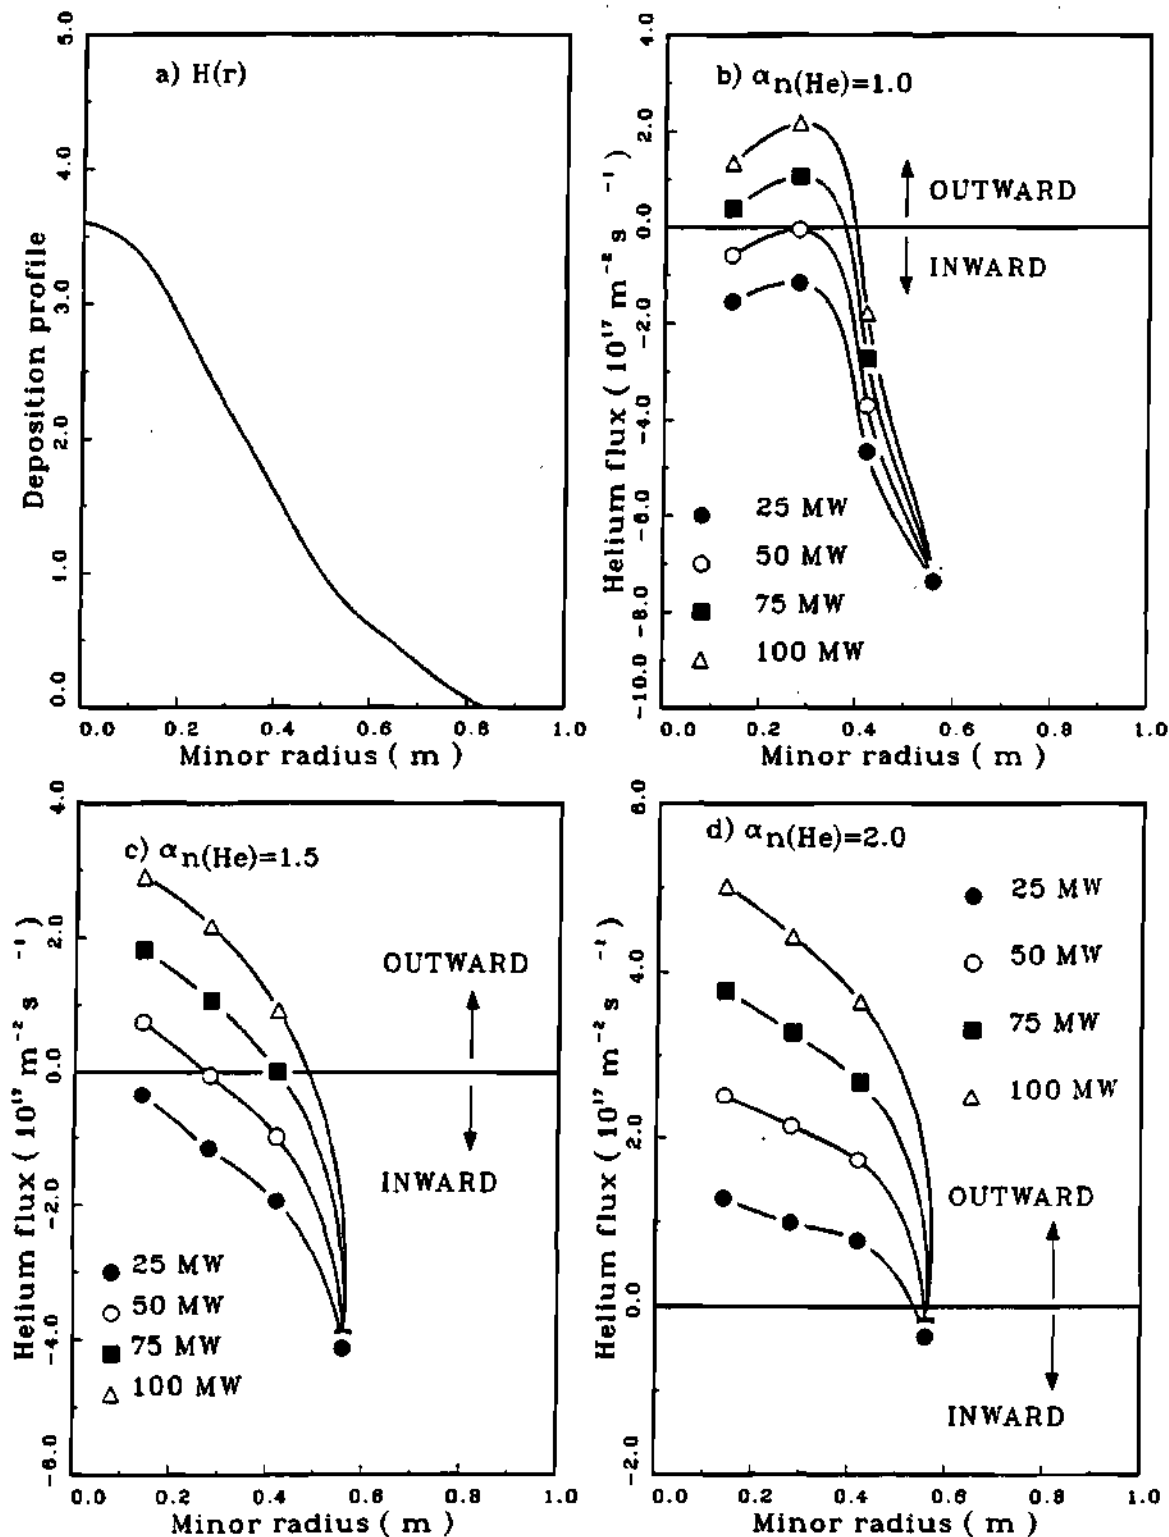 a) H(r)
Deposition profile
5.0
4.0
3.0
2.0
1.0
0.0
0.0 0.2 0.4 0.6 0.8 1.0
Minor radius ( m )
b) αn(He)=1.0
Helium flux ( 10^17 m^-2 s^-1 )
4.0
2.0
0.0
-2.0
-4.0
-6.0
-8.0
-10.0
OUTWARD
INWARD
25 MW
50 MW
75 MW
100 MW
0.0 0.2 0.4 0.6 0.8 1.0
Minor radius ( m )
c) αn(He)=1.5
Helium flux ( 10^17 m^-2 s^-1 )
4.0
2.0
0.0
-2.0
-4.0
-6.0
OUTWARD
INWARD
25 MW
50 MW
75 MW
100 MW
0.0 0.2 0.4 0.6 0.8 1.0
Minor radius ( m )
d) αn(He)=2.0
Helium flux ( 10^17 m^-2 s^-1 )
6.0
4.0
2.0
0.0
-2.0
25 MW
50 MW
75 MW
100 MW
OUTWARD
INWARD
0.0 0.2 0.4 0.6 0.8 1.0
Minor radius ( m )